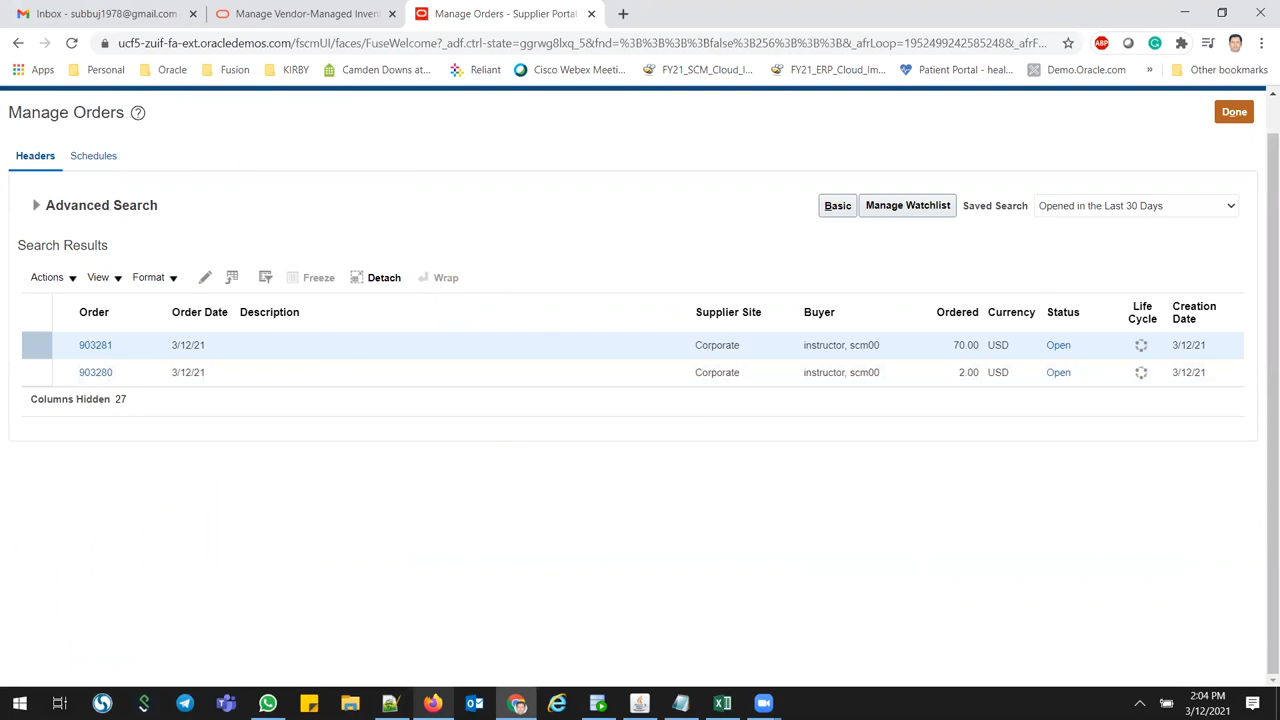 Inbox - subbuj1978@gmail.com
Manage Vendor-Managed Inven
Manage Orders - Supplier Portal
ucf5-zuif-fa-ext.oracledemos.com/fscmUI/faces/FuseWelcome?_adf.ctrl-state=ggrwg8lxq_5&fnd=%3B%3B%3B%3Bfalse%3B256%3B%3B%3B&_afrLoop=1952499242585248&_afrF...
Apps Personal Oracle Fusion KIRBY Camden Downs at... Reliant Cisco Webex Meeti... FY21_SCM_Cloud_I... FY21_ERP_Cloud_Im... Patient Portal - heal... Demo.Oracle.com » Other bookmarks
Manage Orders ?
Done
Headers Schedules
Advanced Search
Basic Manage Watchlist Saved Search Opened in the Last 30 Days
Search Results
Actions View Format Freeze Detach Wrap
Order Order Date Description Supplier Site Buyer Ordered Currency Status Life Cycle Creation Date
903281 3/12/21 Corporate instructor, scm00 70.00 USD Open 3/12/21
903280 3/12/21 Corporate instructor, scm00 2.00 USD Open 3/12/21
Columns Hidden 27
2:04 PM
3/12/2021